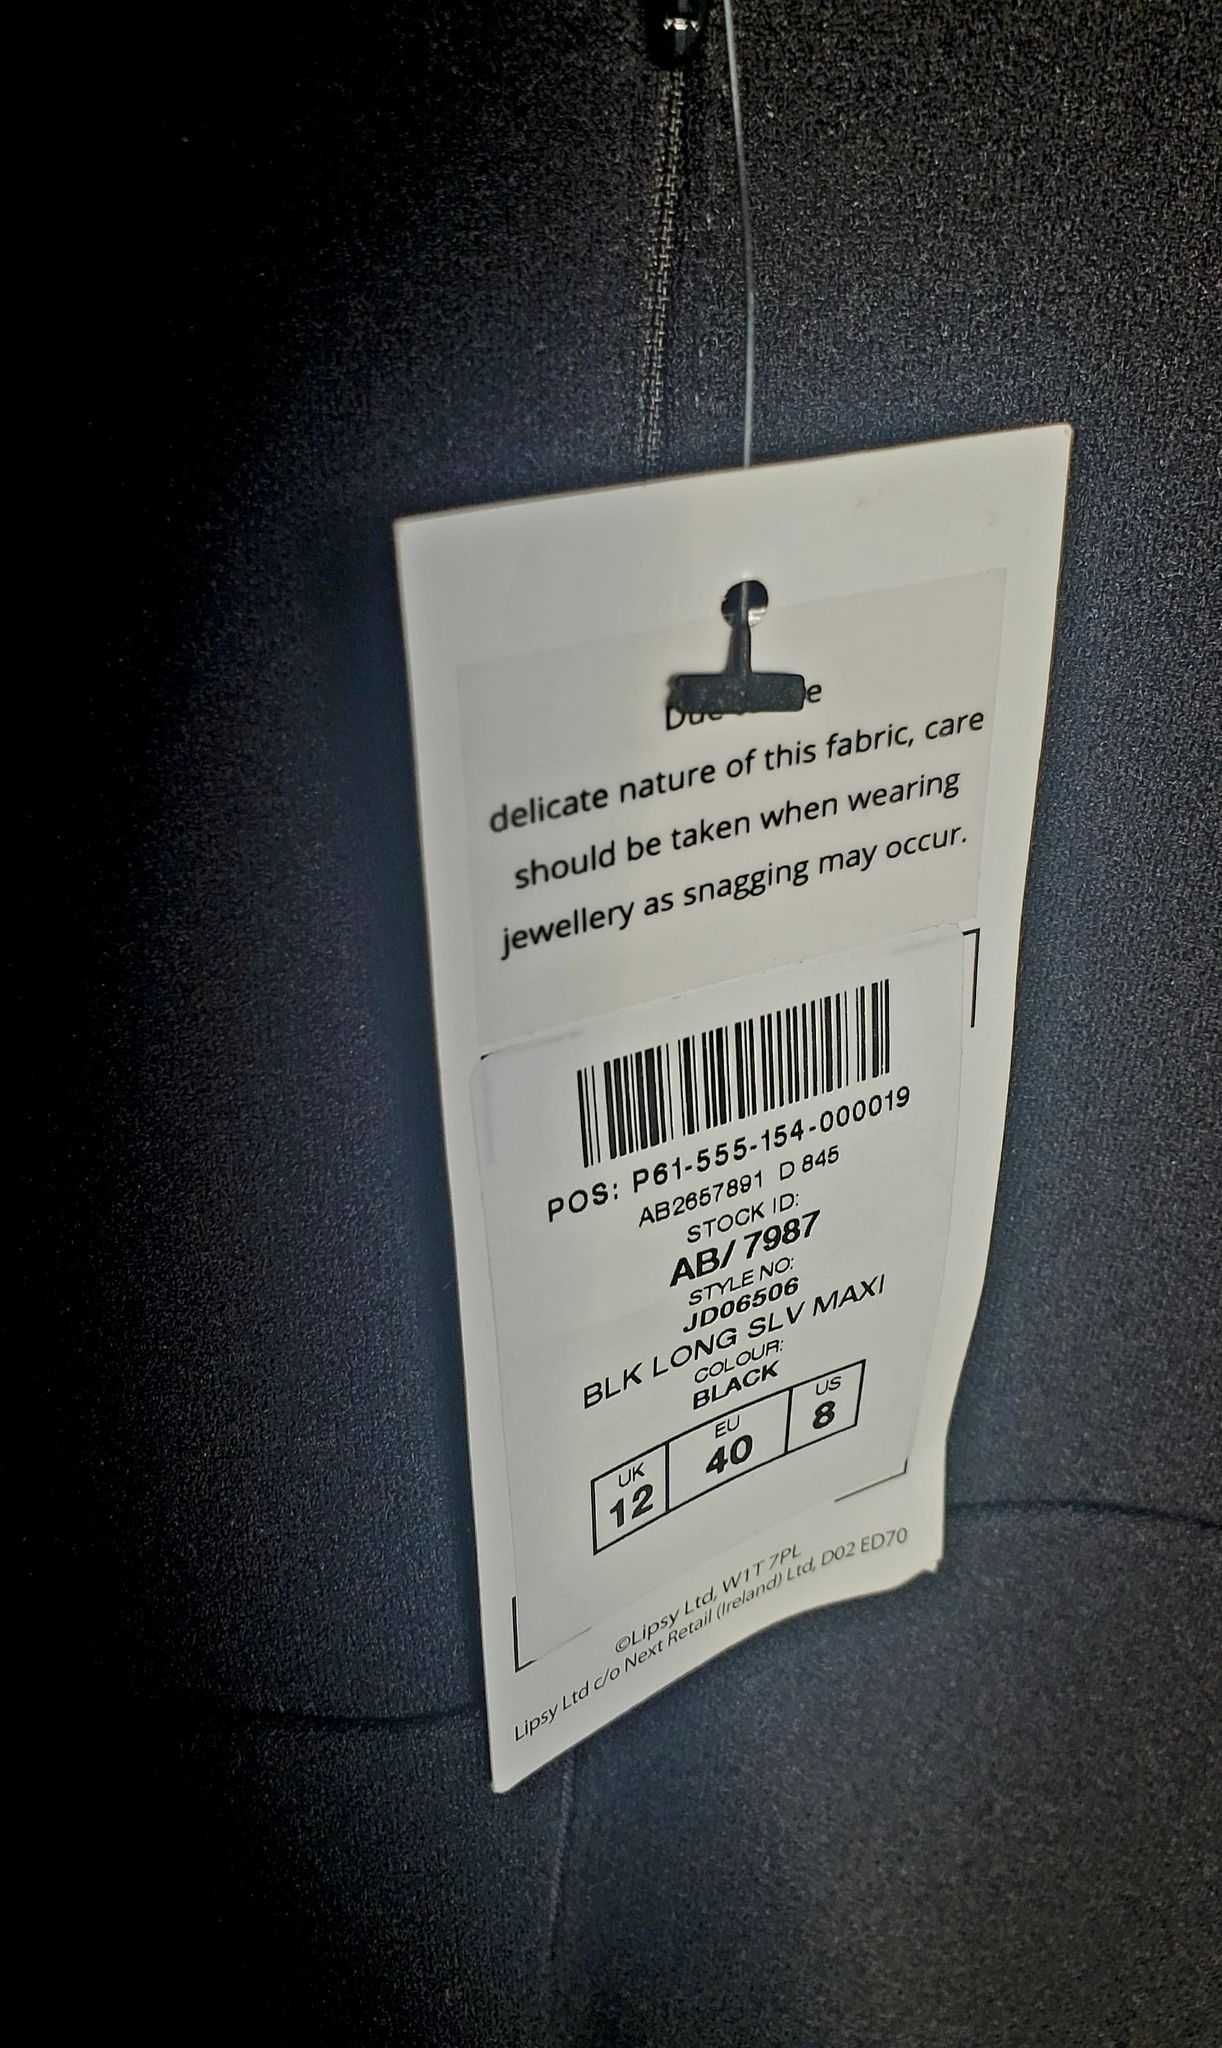 delicate nature of this fabric, care
should be taken when wearing
jewellery as snagging may occur.
POS: P61-555-154-000019
AB2657891 D 845
STOCK ID:
AB/ 7987
STYLE NO:
JD06506
BLK LONG SLV MAXI
COLOUR:
BLACK
UK EU US
12 40 8
©Lipsy Ltd, W1T 7PL
Lipsy Ltd c/o Next Retail (Ireland) Ltd, D02 ED70